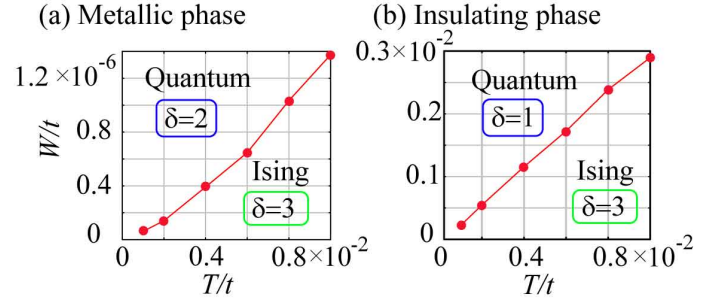 (a) Metallic phase
1.2 ×10⁻⁶
0.8
0.4
0
W/t
Quantum
δ=2
Ising
δ=3
0
0.4
0.8×10⁻²
T/t
(b) Insulating phase
0.3×10⁻²
0.2
0.1
0
Quantum
δ=1
Ising
δ=3
0
0.4
0.8×10⁻²
T/t